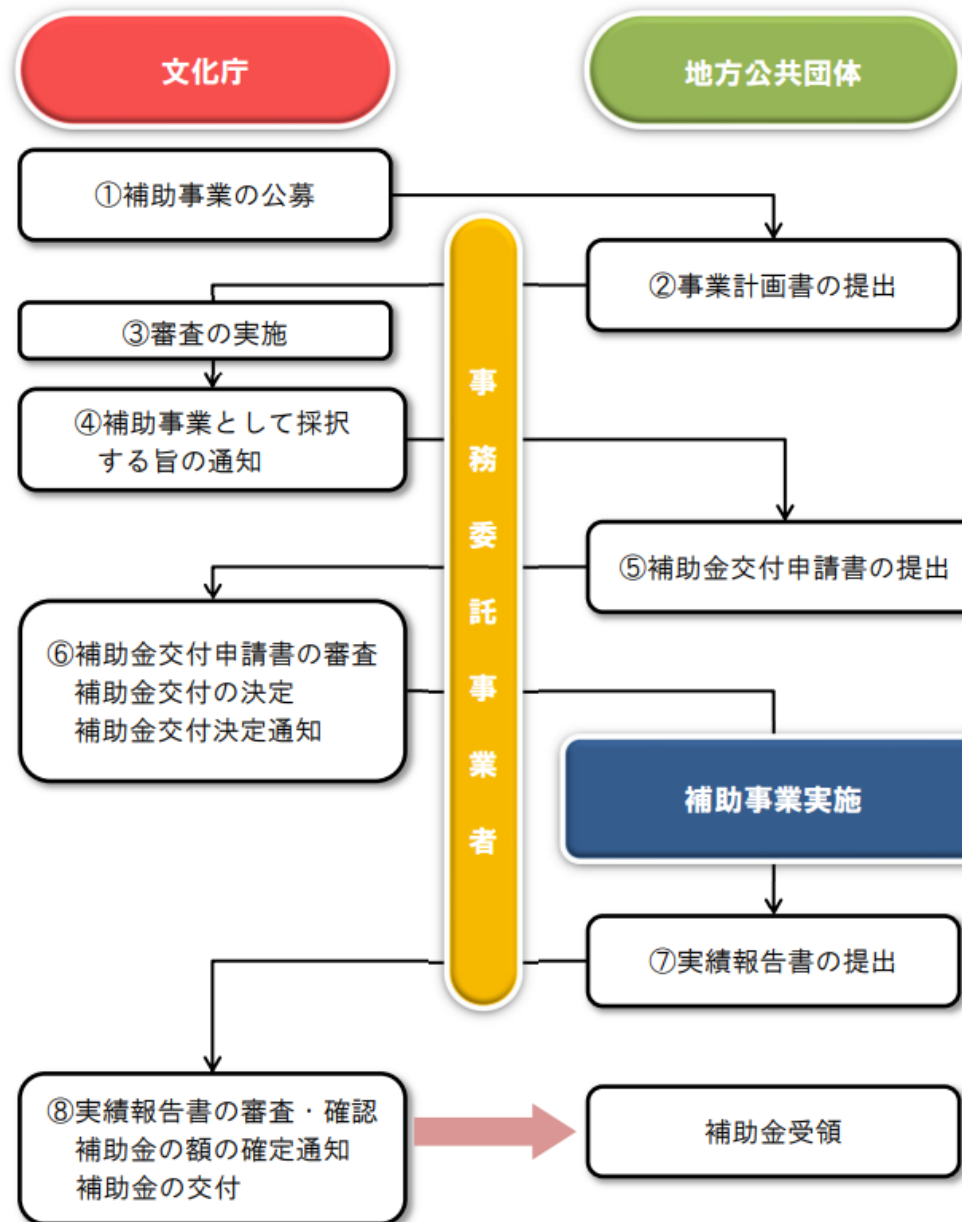 文化庁
地方公共団体
①補助事業の公募
②事業計画書の提出
③審査の実施
④補助事業として採択
する旨の通知
⑤補助金交付申請書の提出
⑥補助金交付申請書の審査
補助金交付の決定
補助金交付決定通知
事務委託事業者
補助事業実施
⑦実績報告書の提出
⑧実績報告書の審査・確認
補助金の額の確定通知
補助金の交付
補助金受領